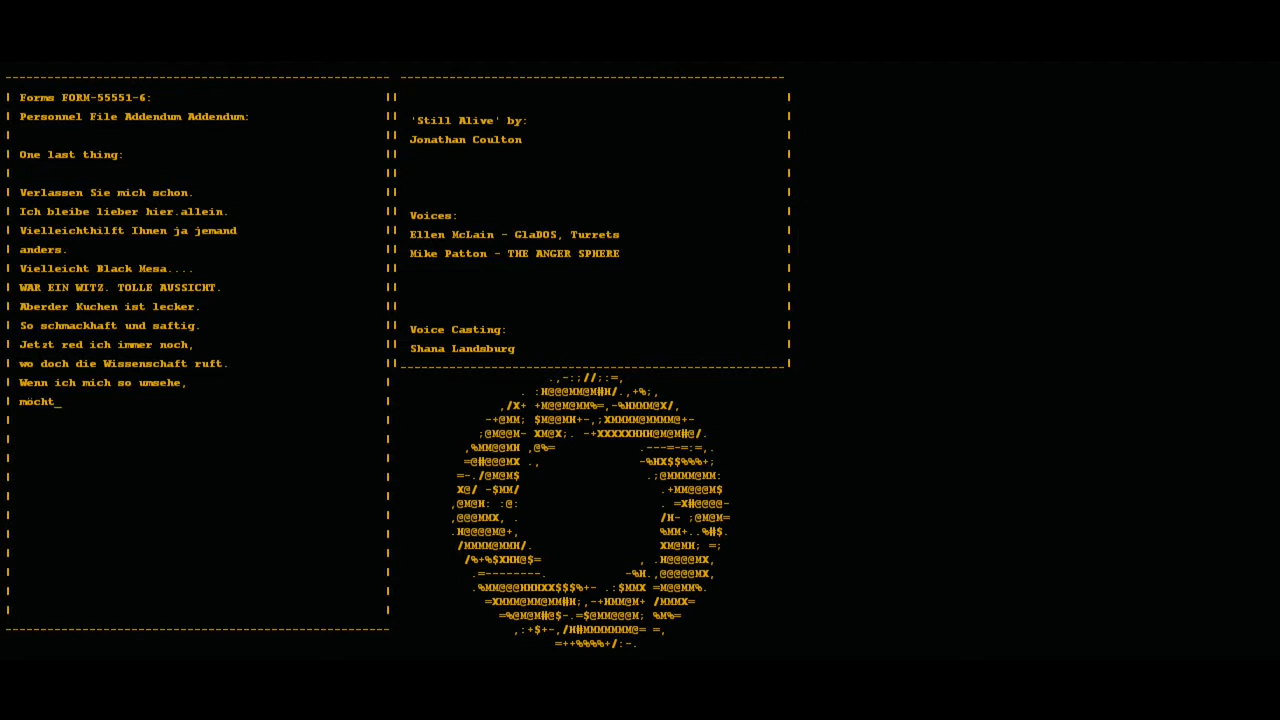 Forms FORM-55551-6:
Personnel File Addendum Addendum:
One last thing:
Verlassen Sie mich schon.
Ich bleibe lieber hier.allein.
Vielleichthilft Ihnen ja jemand
anders.
Vielleicht Black Mesa....
WAR EIN WITZ. TOLLE AUSSICHT.
Aberder Kuchen ist lecker.
So schmackhaft und saftig.
Jetzt red ich immer noch,
wo doch die Wissenschaft ruft.
Wenn ich mich so umsehe,
möcht_
'Still Alive' by:
Jonathan Coulton
Voices:
Ellen McLain - GlaDOS, Turrets
Mike Patton - THE ANGER SPHERE
Voice Casting:
Shana Landsburg